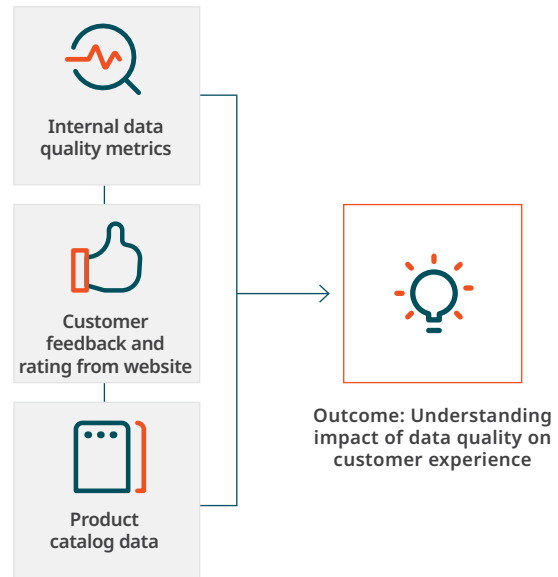 Internal data
quality metrics
Customer
feedback and
rating from website
Product
catalog data
Outcome: Understanding
impact of data quality on
customer experience